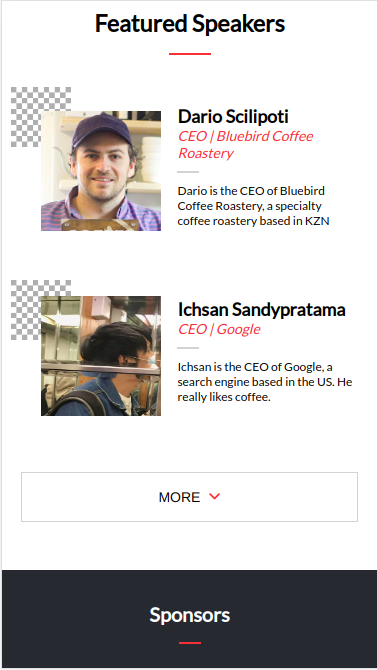 Featured Speakers
Dario Scilipoti
CEO | Bluebird Coffee
Roastery
Dario is the CEO of Bluebird
Coffee Roastery, a specialty
coffee roastery based in KZN
Ichsan Sandypratama
CEO | Google
Ichsan is the CEO of Google, a
search engine based in the US. He
really likes coffee.
MORE
Sponsors